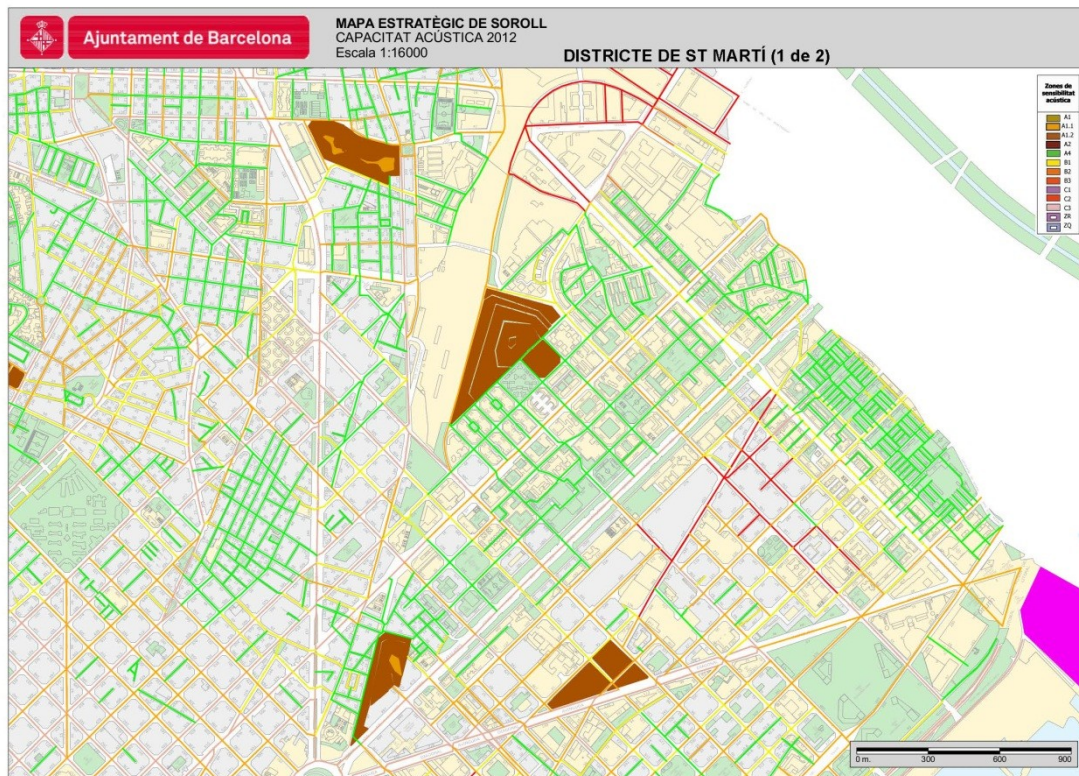 Ajuntament de Barcelona
MAPA ESTRATÈGIC DE SOROLL
CAPACITAT ACÚSTICA 2012
Escala 1:16000
DISTRICTE DE ST MARTÍ (1 de 2)
Zones de
sensibilitat
acústica
A1
A1.1
A1.2
A2
A4
B1
B2
B3
C1
C2
C3
ZR
ZQ
0 m.
300
600
900